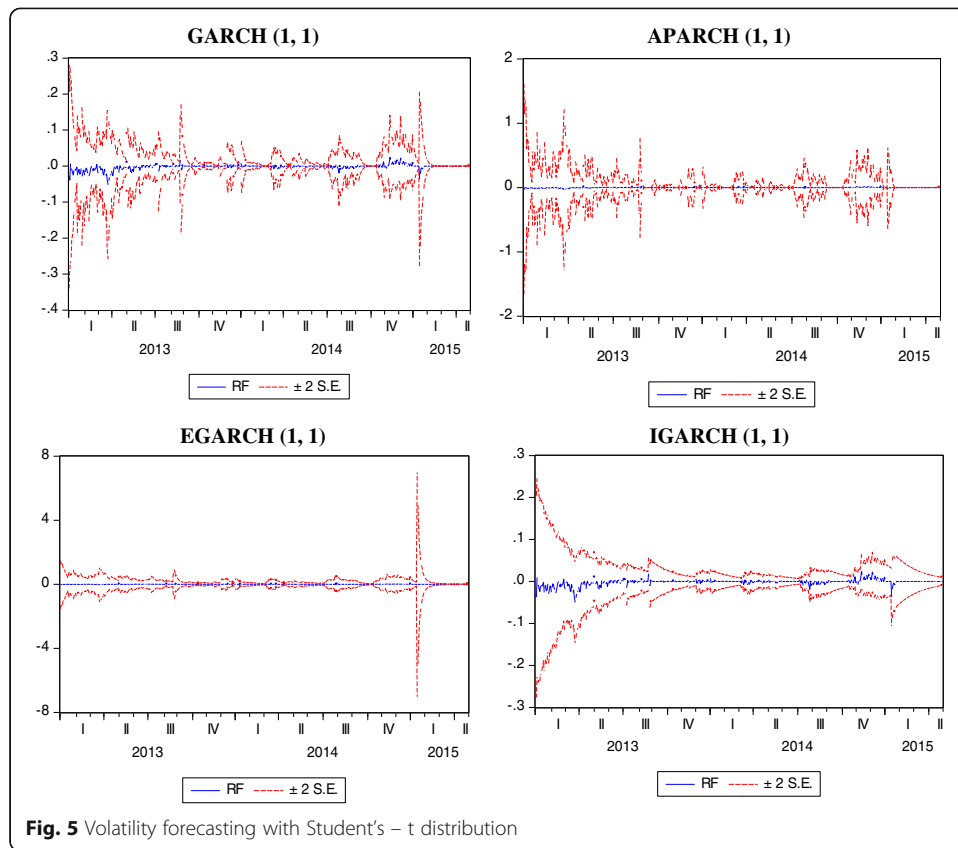 GARCH (1, 1)
.3
.2
.1
.0
-.1
-.2
-.3
-.4
I II III IV I II III IV I II
2013 2014 2015
RF ± 2 S.E.
APARCH (1, 1)
2
1
0
-1
-2
I II III IV I II III IV I II
2013 2014 2015
RF ± 2 S.E.
EGARCH (1, 1)
8
4
0
-4
-8
I II III IV I II III IV I II
2013 2014 2015
RF ± 2 S.E.
IGARCH (1, 1)
.3
.2
.1
.0
-.1
-.2
-.3
I II III IV I II III IV I II
2013 2014 2015
RF ± 2 S.E.
Fig. 5 Volatility forecasting with Student’s – t distribution